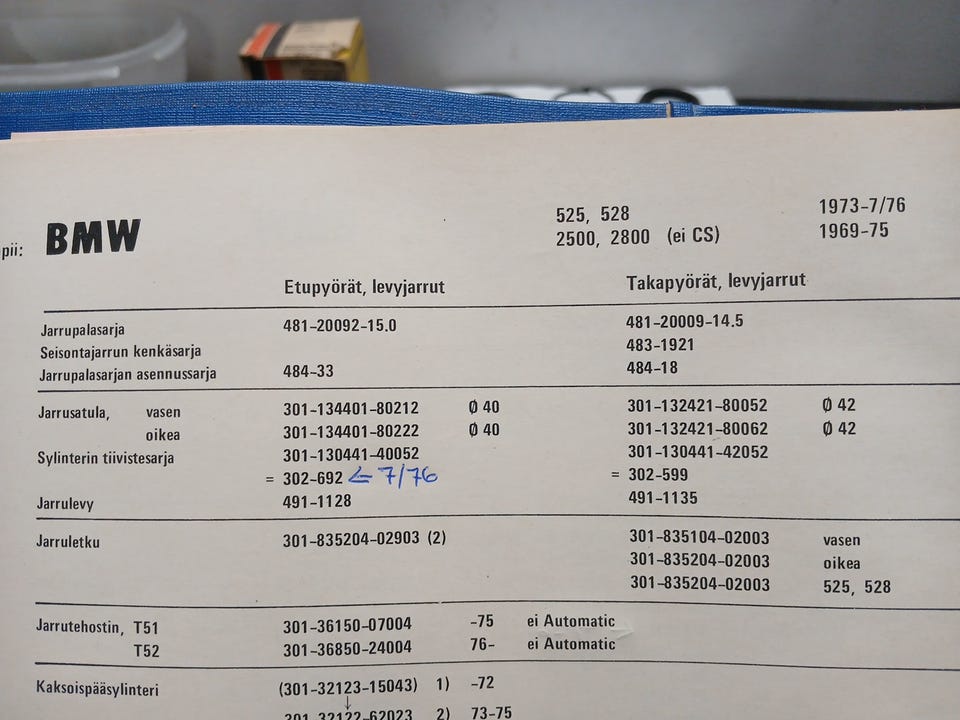 pii: BMW 525, 528 1973-7/76
2500, 2800 (ei CS) 1969-75
Etupyörät, levyjarrut Takapyörät, levyjarrut
Jarrupalasarja 481-20092-15.0 481-20009-14.5
Seisontajarrun kenkäsarja 483-1921
Jarrupalasarjan asennussarja 484-33 484-18
Jarrusatula, vasen 301-134401-80212 Ø 40 301-132421-80052 Ø 42
oikea 301-134401-80222 Ø 40 301-132421-80062 Ø 42
Sylinterin tiivistesarja 301-130441-40052 301-130441-42052
= 302-692 ← 7/76 = 302-599
Jarrulevy 491-1128 491-1135
Jarruletku 301-835204-02903 (2) 301-835104-02003 vasen
301-835204-02003 oikea
301-835204-02003 525, 528
Jarrutehostin, T51 301-36150-07004 -75 ei Automatic
T52 301-36850-24004 76- ei Automatic
Kaksoispääsylinteri (301-32123-15043) 1) -72
↓
301-32122-62023 2) 73-75